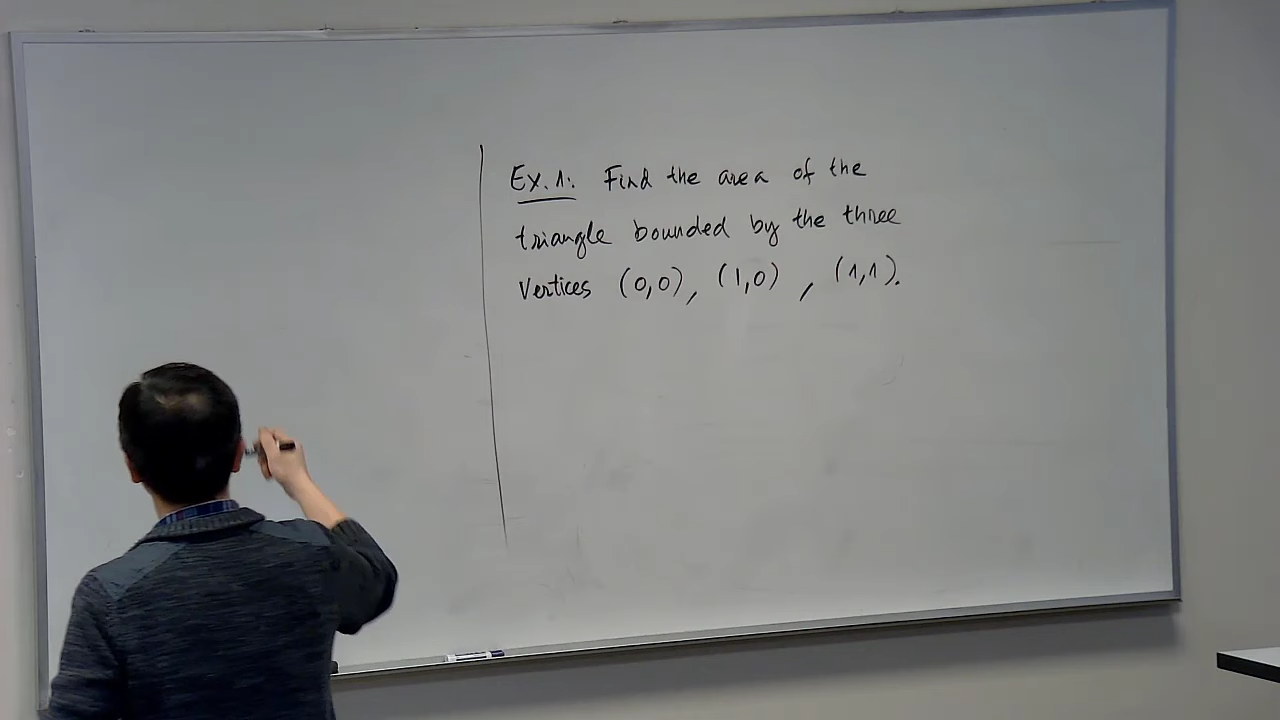 Ex. 1: Find the area of the
triangle bounded by the three
vertices (0,0), (1,0) , (1,1).